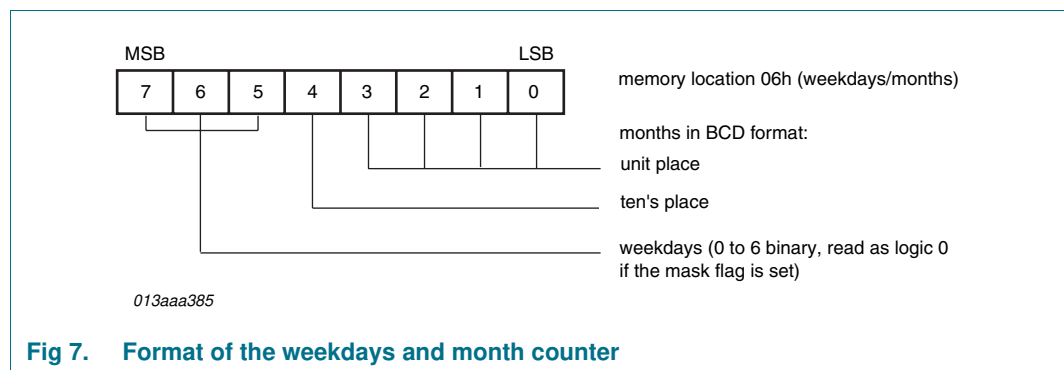 MSB LSB
7 6 5 4 3 2 1 0
memory location 06h (weekdays/months)
months in BCD format:
unit place
ten's place
weekdays (0 to 6 binary, read as logic 0
if the mask flag is set)
013aaa385
Fig 7. Format of the weekdays and month counter